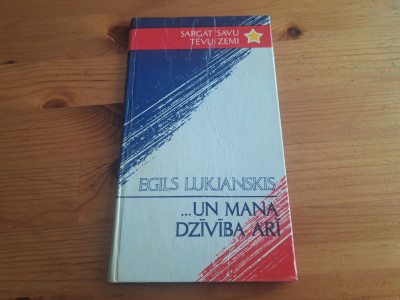 SARGĀT SAVU
TĒVU ZEMI
EGILS LUKJANSKIS
...UN MANA
DZĪVĪBA ARĪ